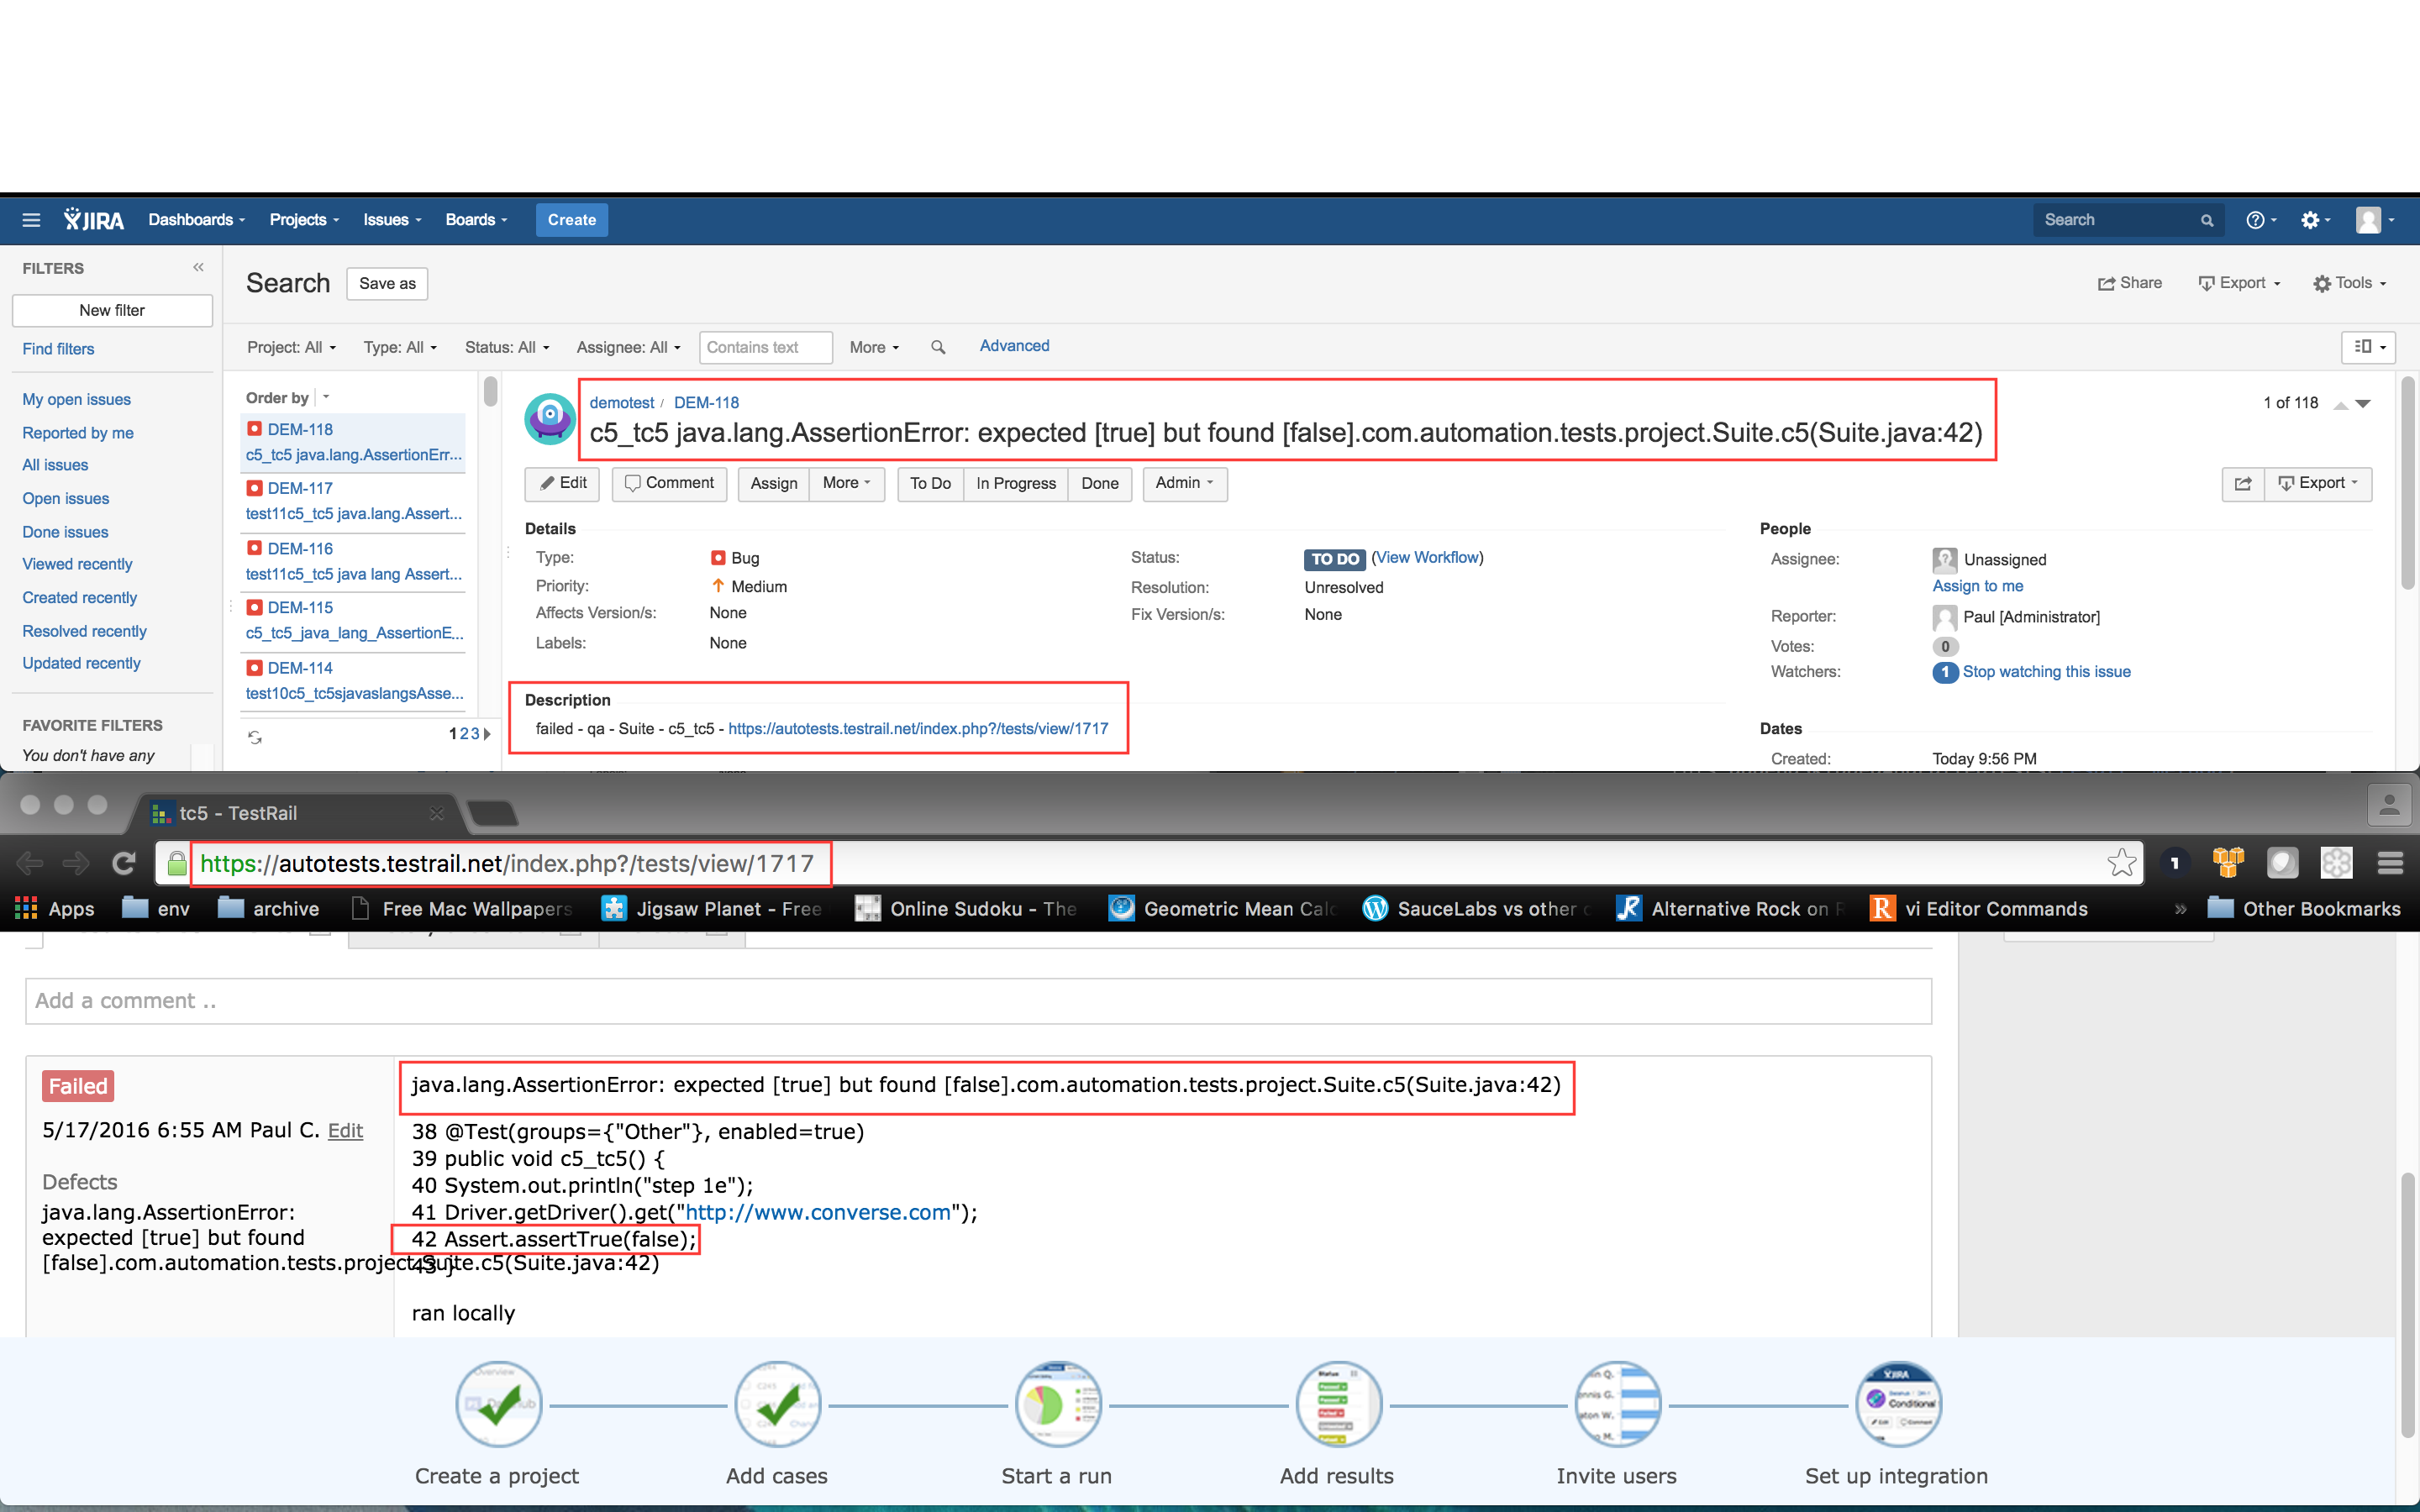 JIRA Dashboards Projects Issues Boards Create Search
FILTERS
New filter
Find filters
My open issues
Reported by me
All issues
Open issues
Done issues
Viewed recently
Created recently
Resolved recently
Updated recently
FAVORITE FILTERS
You don't have any
Search Save as
Share Export Tools
Project: All Type: All Status: All Assignee: All Contains text More Advanced
Order by
DEM-118
c5_tc5 java.lang.AssertionErr...
DEM-117
test11c5_tc5 java.lang.Assert...
DEM-116
test11c5_tc5 java lang Assert...
DEM-115
c5_tc5_java_lang_AssertionE...
DEM-114
test10c5_tc5sjavaslangsAsse...
1 2 3
demotest / DEM-118
1 of 118
c5_tc5 java.lang.AssertionError: expected [true] but found [false].com.automation.tests.project.Suite.c5(Suite.java:42)
Edit Comment Assign More To Do In Progress Done Admin
Export
Details
Type: Bug
Priority: Medium
Affects Version/s: None
Labels: None
Status: TO DO (View Workflow)
Resolution: Unresolved
Fix Version/s: None
Description
failed - qa - Suite - c5_tc5 - https://autotests.testrail.net/index.php?/tests/view/1717
People
Assignee: Unassigned
Assign to me
Reporter: Paul [Administrator]
Votes: 0
Watchers: 1 Stop watching this issue
Dates
Created: Today 9:56 PM
tc5 - TestRail
https://autotests.testrail.net/index.php?/tests/view/1717
1
Apps env archive Free Mac Wallpapers Jigsaw Planet - Free Online Sudoku - The Geometric Mean Calc SauceLabs vs other Alternative Rock on vi Editor Commands » Other Bookmarks
Add a comment ..
Failed
5/17/2016 6:55 AM Paul C. Edit
Defects
java.lang.AssertionError:
expected [true] but found
[false].com.automation.tests.project.Suite.c5(Suite.java:42)
java.lang.AssertionError: expected [true] but found [false].com.automation.tests.project.Suite.c5(Suite.java:42)
38 @Test(groups={"Other"}, enabled=true)
39 public void c5_tc5() {
40 System.out.println("step 1e");
41 Driver.getDriver().get("http://www.converse.com");
42 Assert.assertTrue(false);
43 }
ran locally
Create a project
Add cases
Start a run
Add results
Invite users
Set up integration